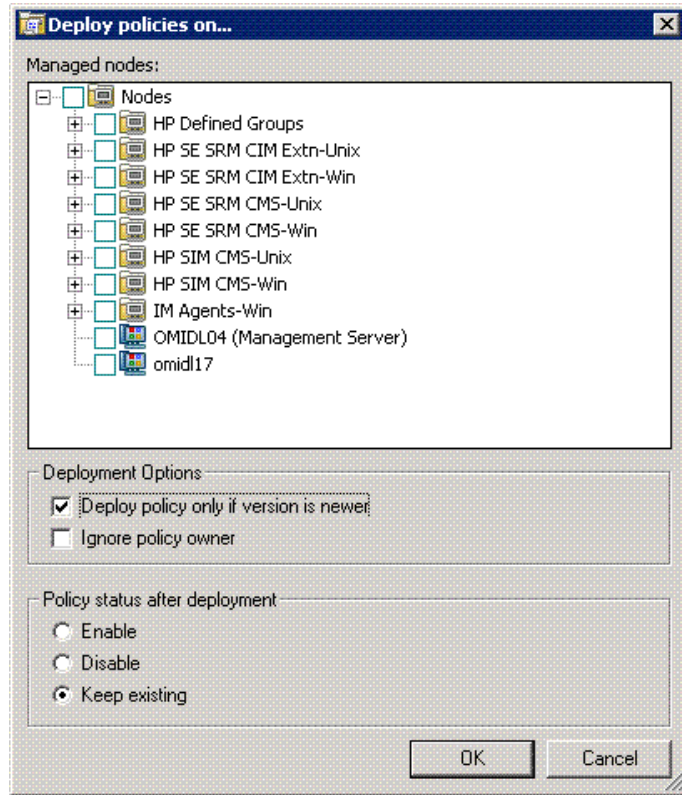 Deploy policies on...
Managed nodes:
Nodes
HP Defined Groups
HP SE SRM CIM Extn-Unix
HP SE SRM CIM Extn-Win
HP SE SRM CMS-Unix
HP SE SRM CMS-Win
HP SIM CMS-Unix
HP SIM CMS-Win
IM Agents-Win
OMIDL04 (Management Server)
omidl17
Deployment Options
Deploy policy only if version is newer
Ignore policy owner
Policy status after deployment
Enable
Disable
Keep existing
OK
Cancel